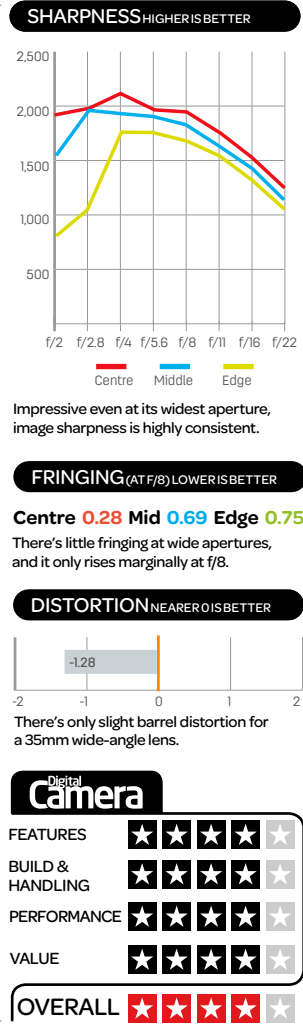 SHARPNESS HIGHER IS BETTER
2,500
2,000
1,500
1,000
500
f/2 f/2.8 f/4 f/5.6 f/8 f/11 f/16 f/22
Centre Middle Edge
Impressive even at its widest aperture,
image sharpness is highly consistent.
FRINGING (AT F/8) LOWER IS BETTER
Centre 0.28 Mid 0.69 Edge 0.75
There's little fringing at wide apertures,
and it only rises marginally at f/8.
DISTORTION NEARER 0 IS BETTER
-1.28
-2 -1 0 1 2
There's only slight barrel distortion for
a 35mm wide-angle lens.
Digital
Camera
FEATURES
BUILD &
HANDLING
PERFORMANCE
VALUE
OVERALL